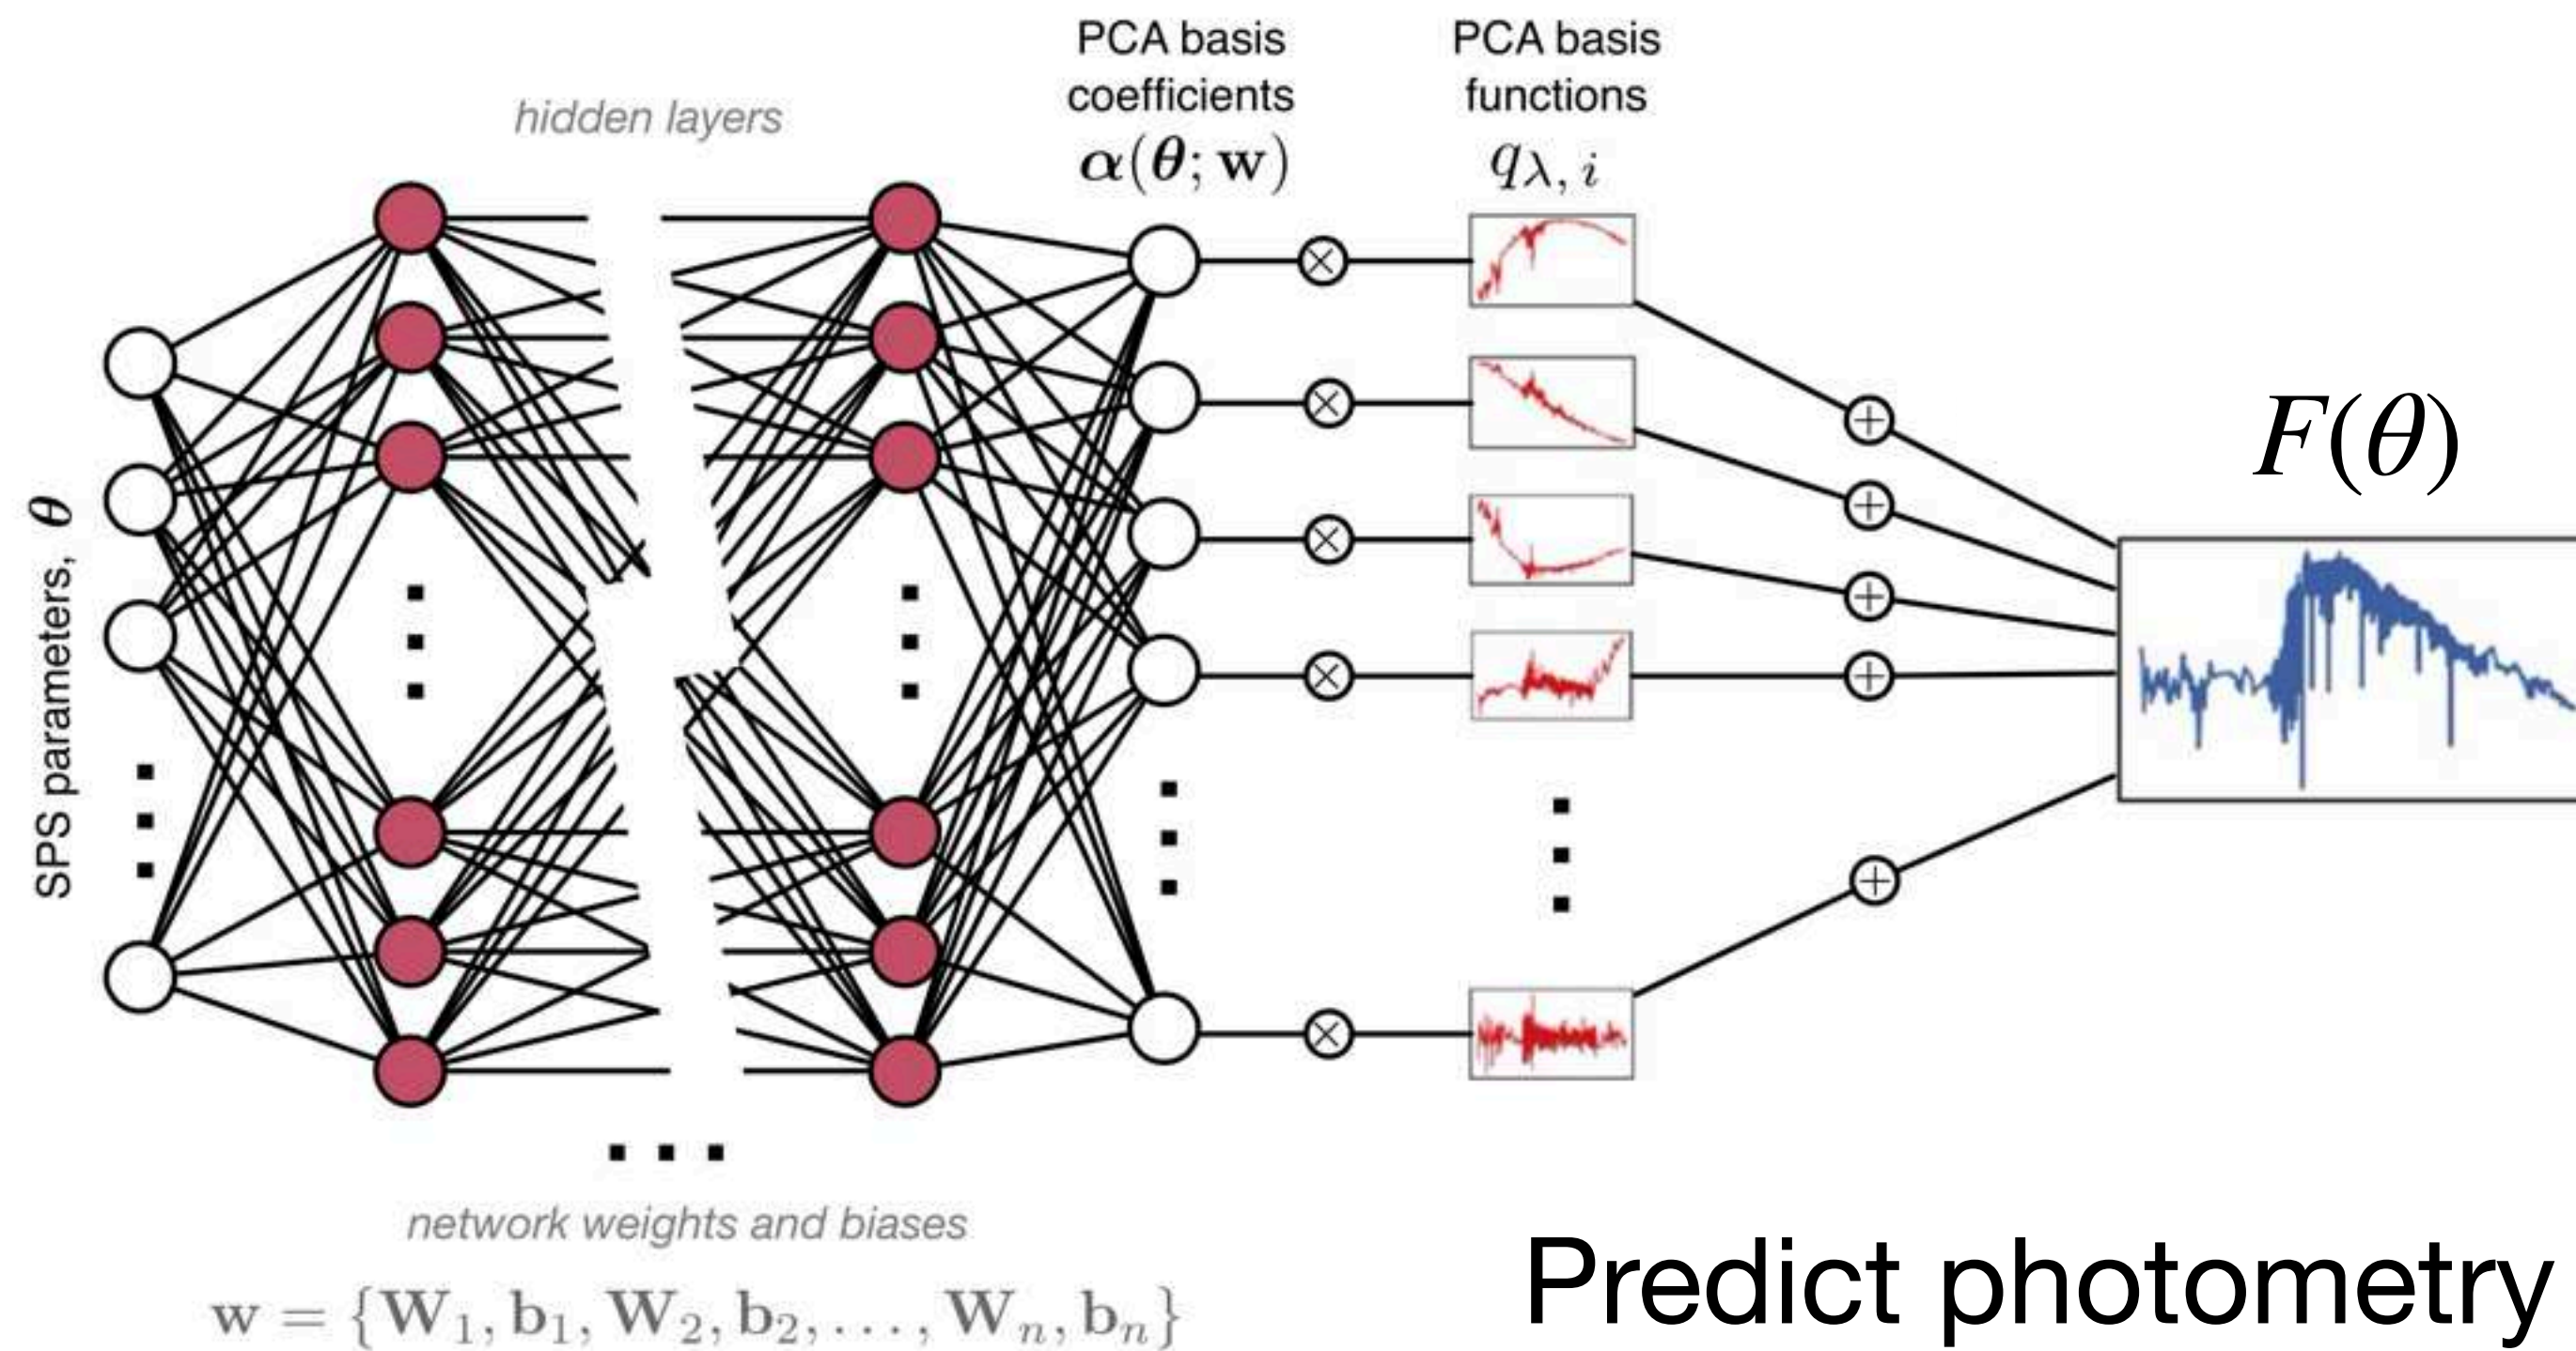 PCA basis
coefficients
α(θ; w)
PCA basis
functions
qλ, i
hidden layers
SPS parameters, θ
F(θ)
network weights and biases
w = {W1, b1, W2, b2, . . . , Wn, bn}
Predict photometry